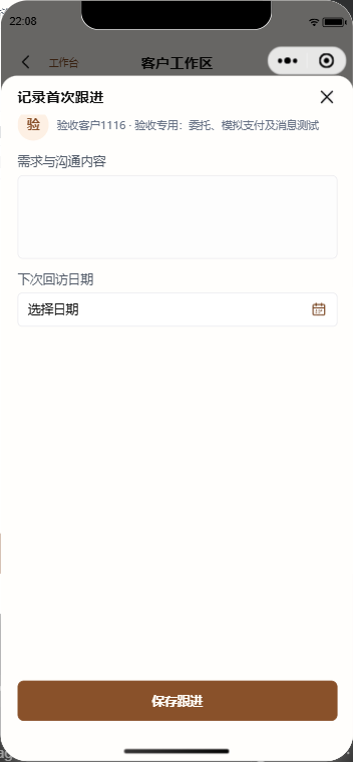 22:08
工作台
客户工作区
记录首次跟进
验
验收客户1116 · 验收专用：委托、模拟支付及消息测试
需求与沟通内容
下次回访日期
选择日期
保存跟进